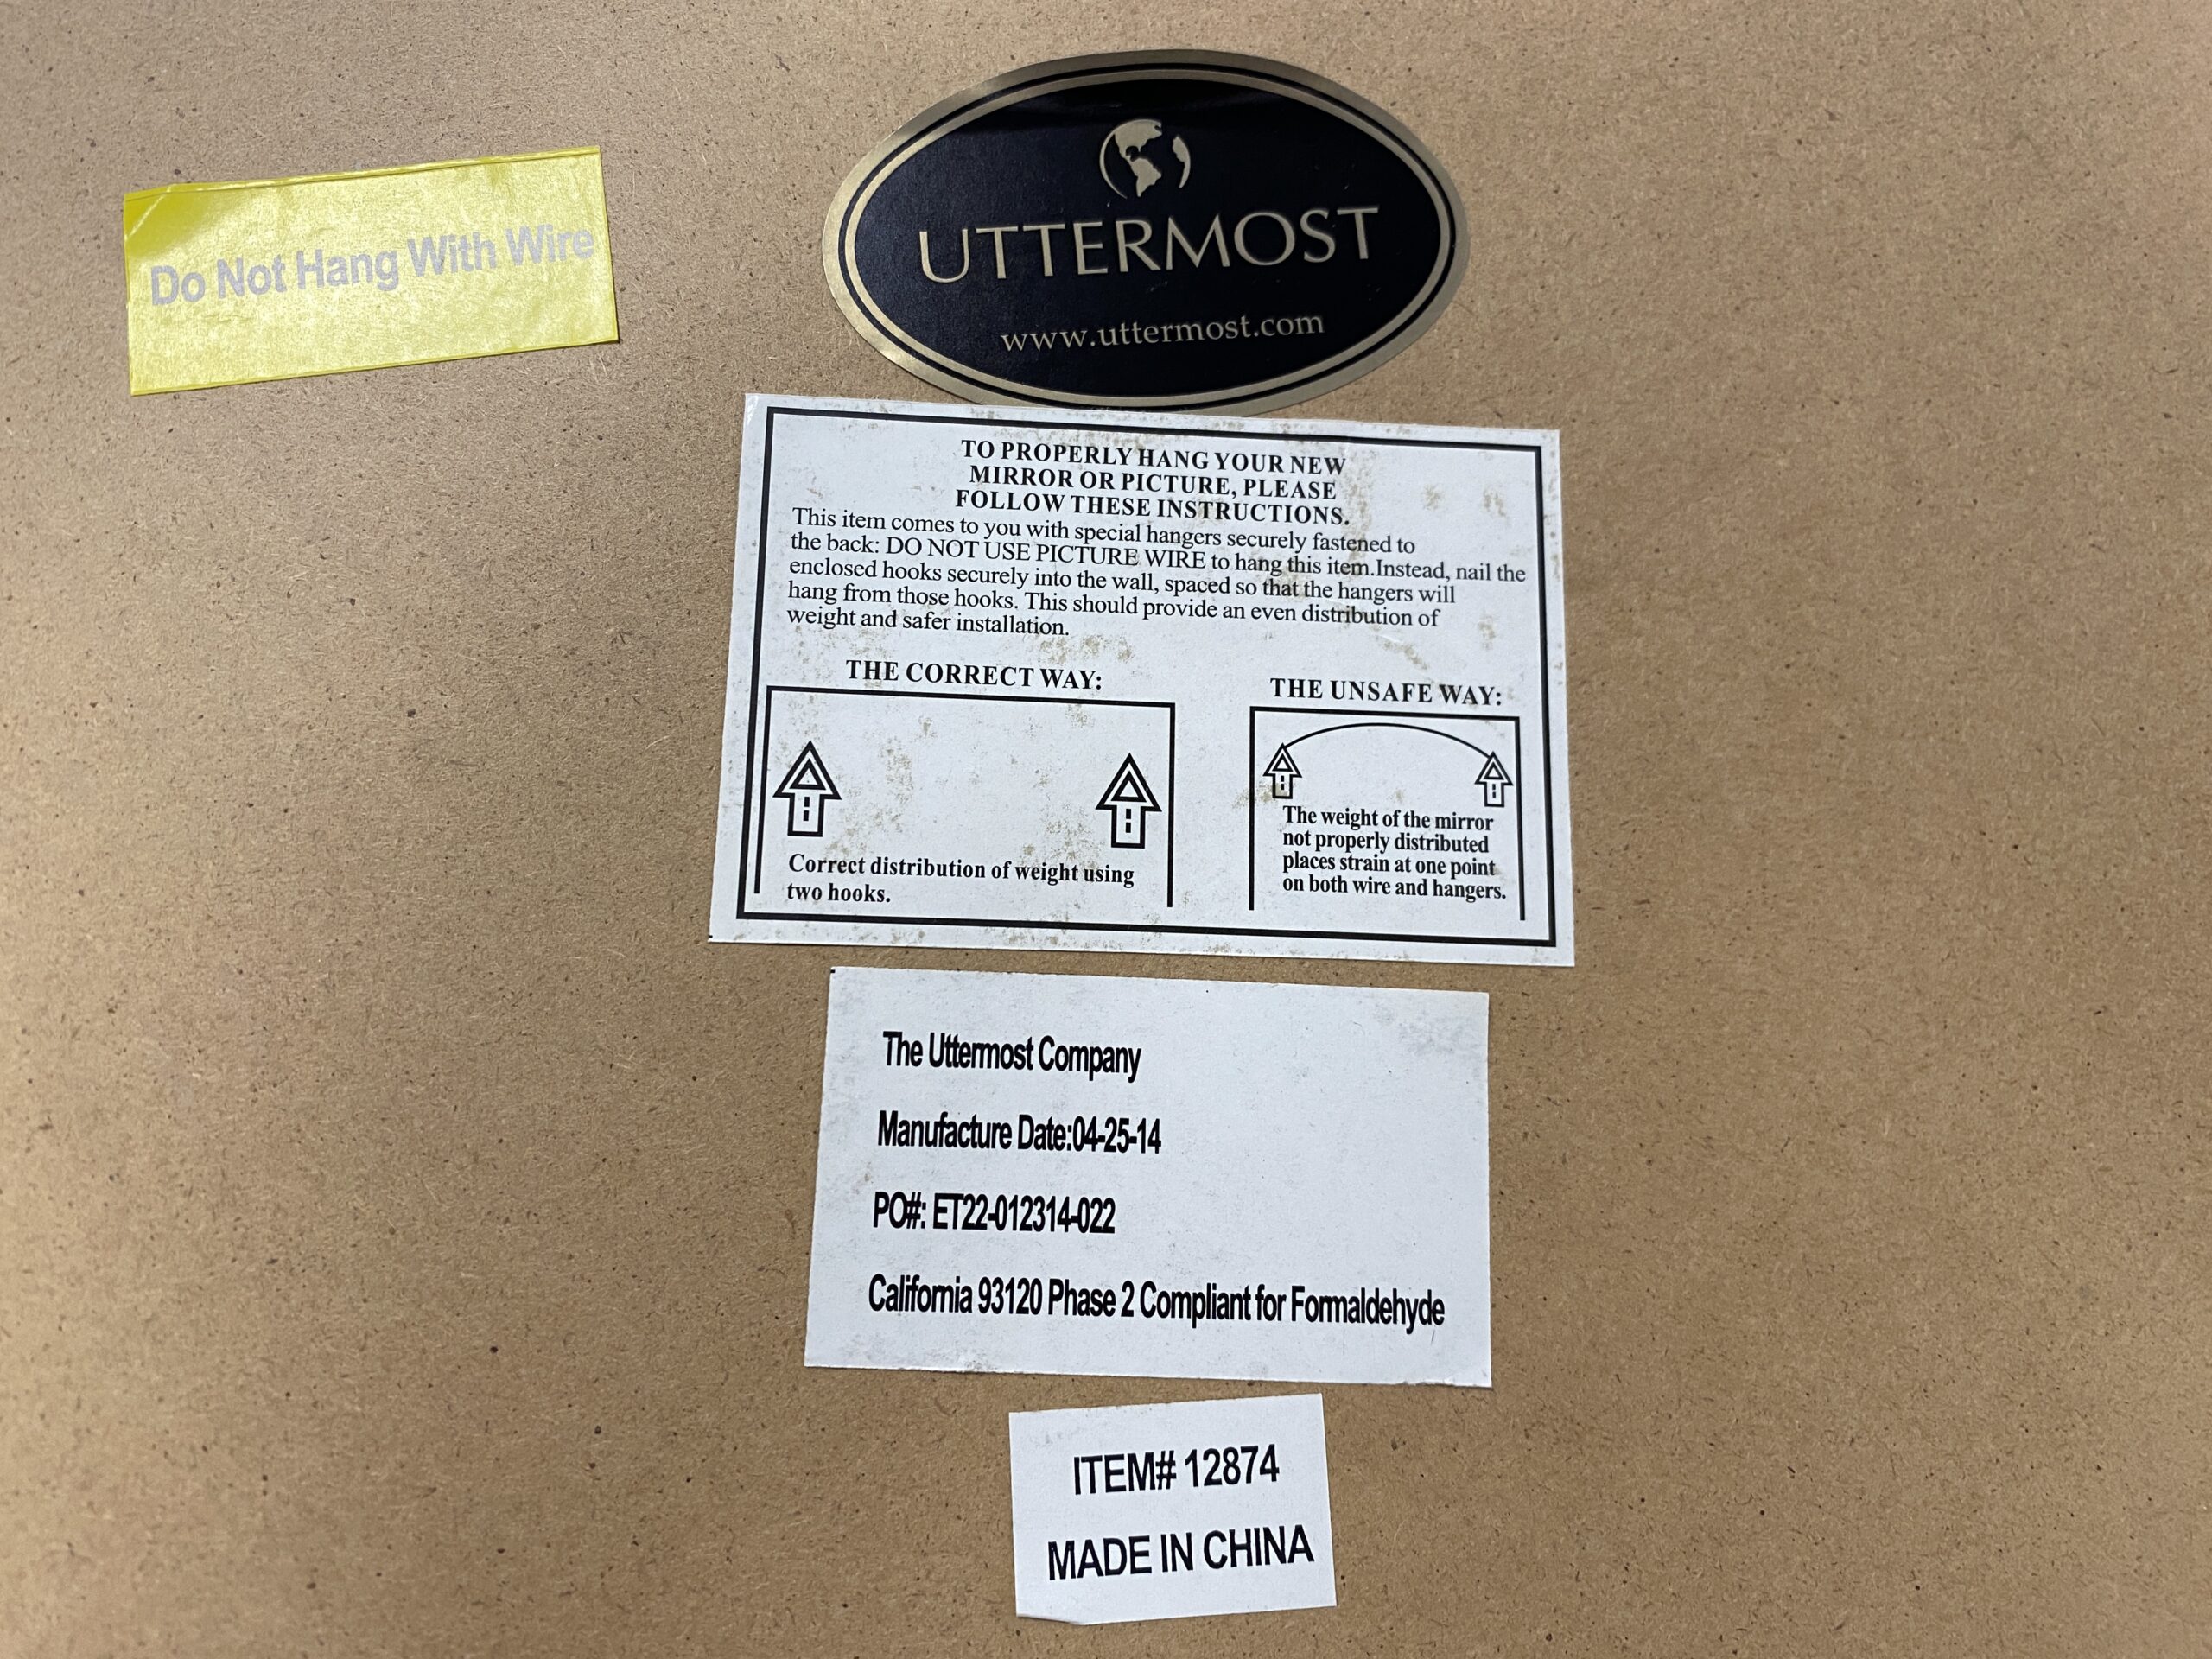 Do Not Hang With Wire
UTTERMOST
www.uttermost.com
TO PROPERLY HANG YOUR NEW
MIRROR OR PICTURE, PLEASE
FOLLOW THESE INSTRUCTIONS.
This item comes to you with special hangers securely fastened to
the back: DO NOT USE PICTURE WIRE to hang this item.Instead, nail the
enclosed hooks securely into the wall, spaced so that the hangers will
hang from those hooks. This should provide an even distribution of
weight and safer installation.
THE CORRECT WAY:
Correct distribution of weight using
two hooks.
THE UNSAFE WAY:
The weight of the mirror
not properly distributed
places strain at one point
on both wire and hangers.
The Uttermost Company
Manufacture Date:04-25-14
PO#: ET22-012314-022
California 93120 Phase 2 Compliant for Formaldehyde
ITEM# 12874
MADE IN CHINA